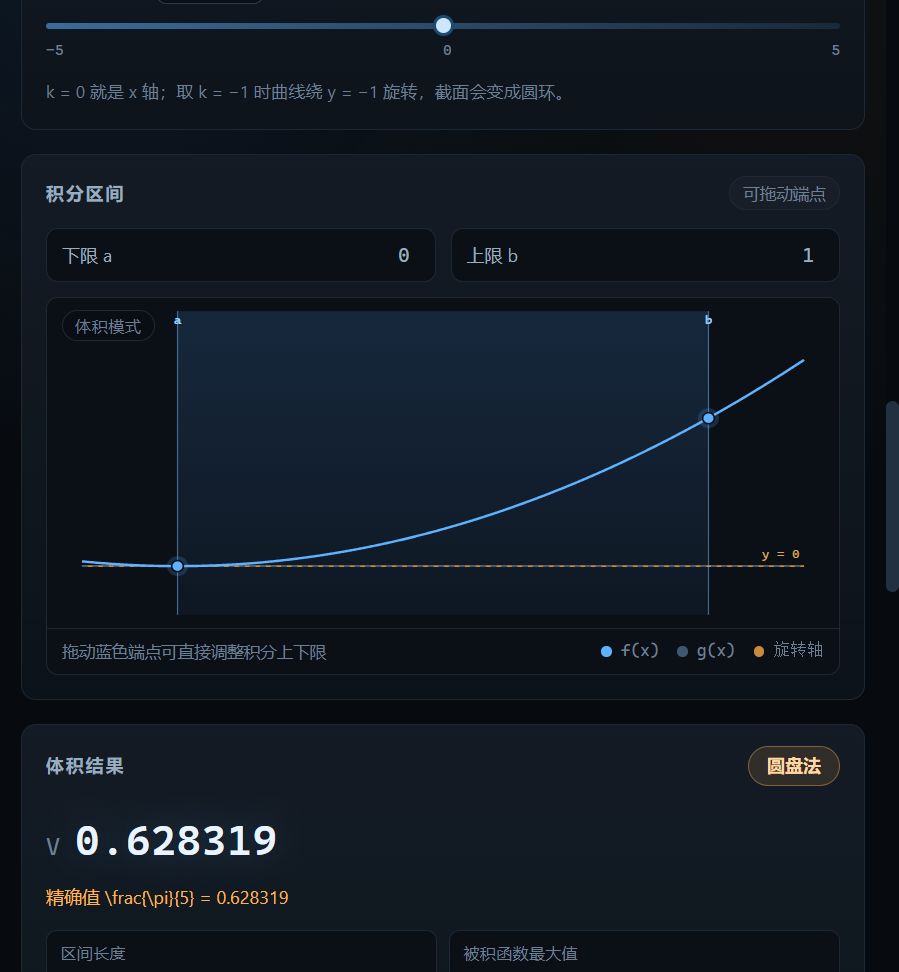 −5 0 5
k = 0 就是 x 轴；取 k = −1 时曲线绕 y = −1 旋转，截面会变成圆环。
积分区间 可拖动端点
下限 a 0 上限 b 1
体积模式 a b
y = 0
拖动蓝色端点可直接调整积分上下限 f(x) g(x) 旋转轴
体积结果 圆盘法
V 0.628319
精确值 \frac{\pi}{5} = 0.628319
区间长度 被积函数最大值